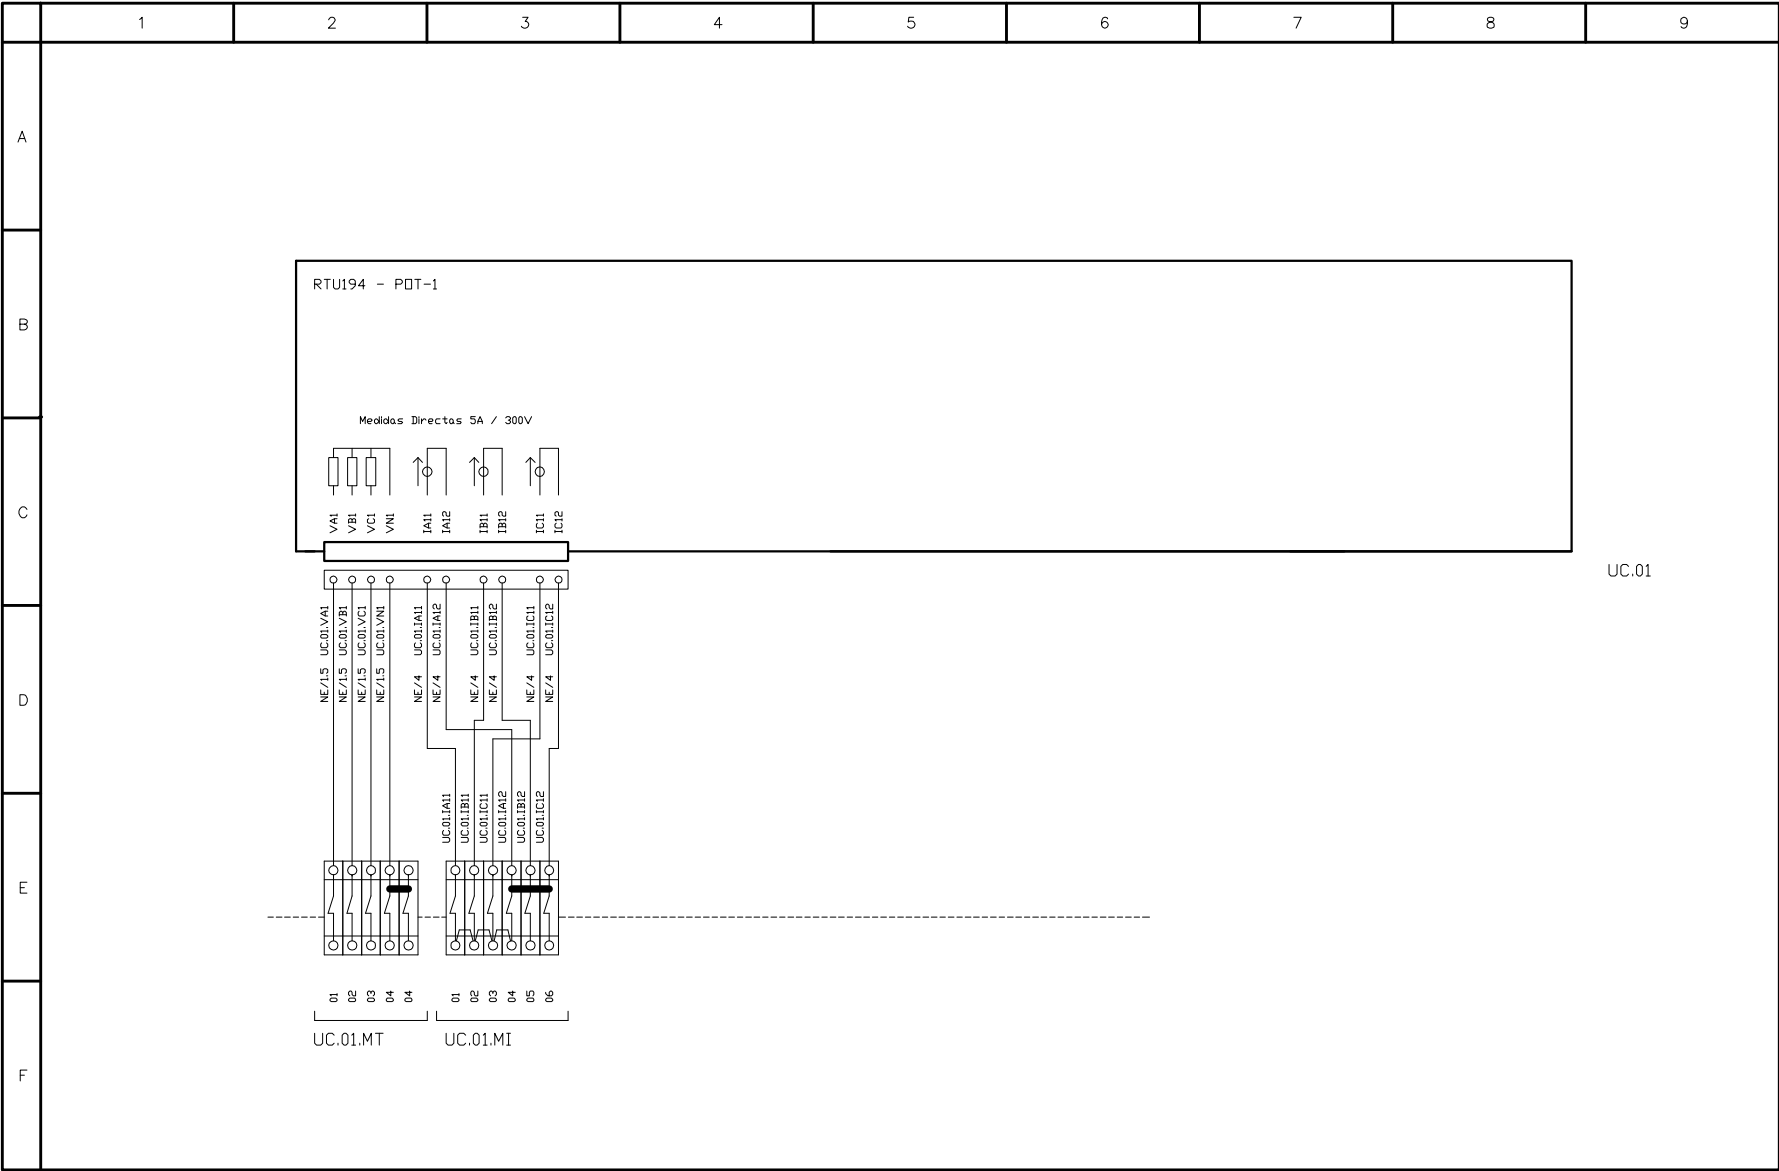 1 2 3 4 5 6 7 8 9
A
B
RTU194 - POT-1
C
Medidas Directas 5A / 300V
VA1 VB1 VC1 VN1 IA11 IA12 IB11 IB12 IC11 IC12
UC.01
UC.01.VA1 UC.01.VB1 UC.01.VC1 UC.01.VN1 UC.01.IA11 UC.01.IA12 UC.01.IB11 UC.01.IB12 UC.01.IC11 UC.01.IC12
NE/1.5 NE/1.5 NE/1.5 NE/1.5 NE/4 NE/4 NE/4 NE/4 NE/4 NE/4
D
UC.01.IA11 UC.01.IB11 UC.01.IC11 UC.01.IA12 UC.01.IB12 UC.01.IC12
E
01 02 03 04 04 01 02 03 04 05 06
UC.01.MT UC.01.MI
F